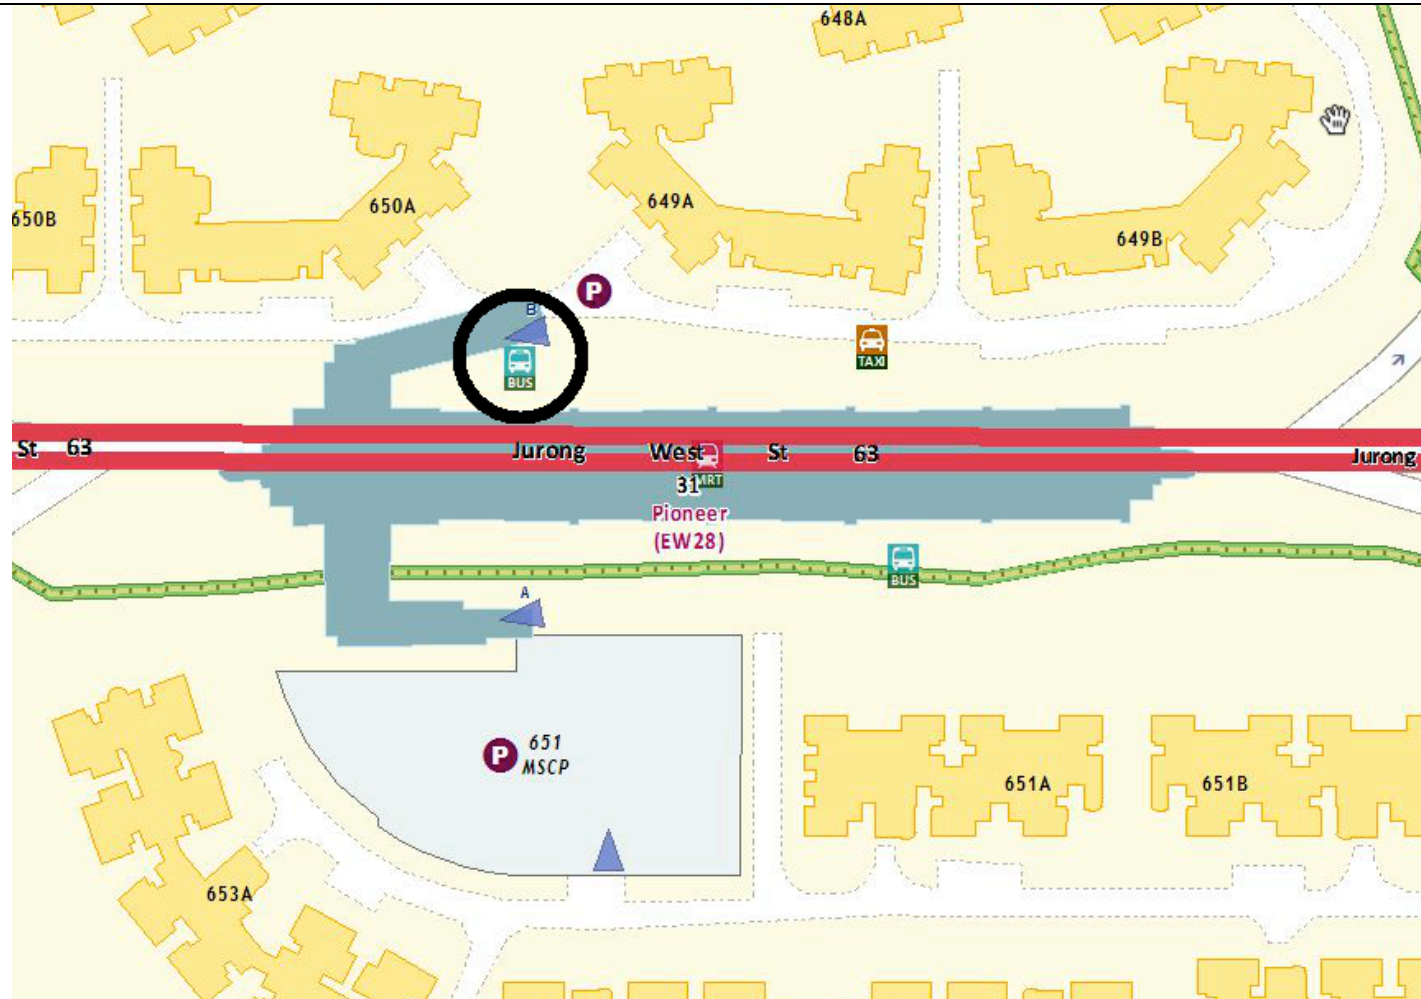 648A
650B
650A
649A
649B
P
B
BUS
TAXI
St 63
Jurong West St 63
Jurong
MRT
31
Pioneer
(EW28)
BUS
A
P
651
MSCP
651A
651B
653A